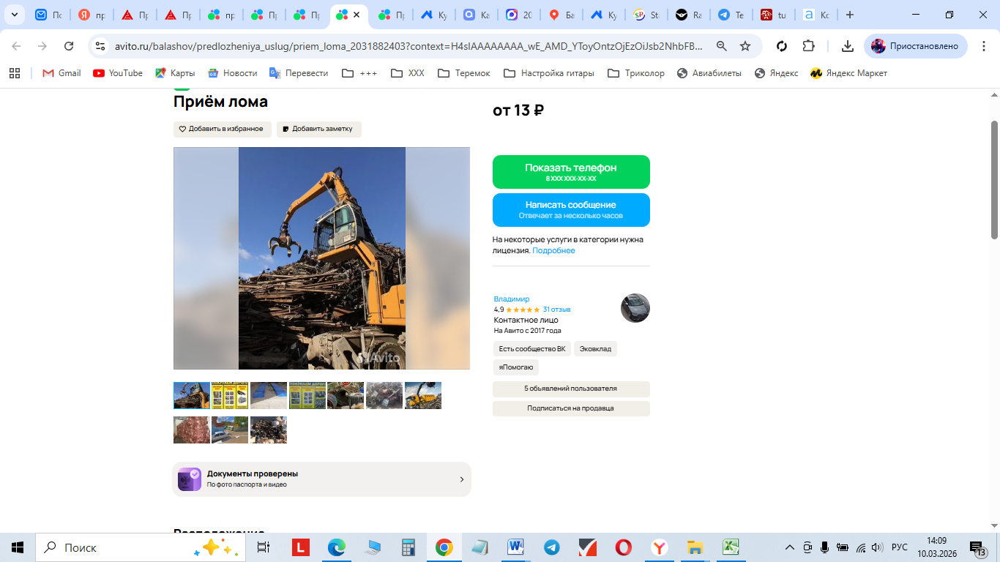 По
пр
Пр
Пр
пр
Пр
Пр
Пр
Ку
Ка
20
Ба
Ку
St
Ra
Те
tu
Кс
avito.ru/balashov/predlozheniya_uslug/priem_loma_2031882403?context=H4sIAAAAAAAA_wE_AMD_YToyOntzOjEzOiJsb2NhbFB...
Приостановлено
Gmail
YouTube
Карты
Новости
Перевести
+++
XXX
Теремок
Настройка гитары
Триколор
Авиабилеты
Яндекс
Яндекс Маркет
Приём лома
Добавить в избранное
Добавить заметку
Avito
от 13 ₽
Показать телефон
8 XXX XXX-XX-XX
Написать сообщение
Отвечает за несколько часов
На некоторые услуги в категории нужна
лицензия. Подробнее
Владимир
4,9 ★★★★★ 31 отзыв
Контактное лицо
На Авито с 2017 года
Есть сообщество ВК
Эковклад
яПомогаю
5 объявлений пользователя
Подписаться на продавца
Документы проверены
По фото паспорта и видео
Расположение
Поиск
РУС
14:09
10.03.2026
13